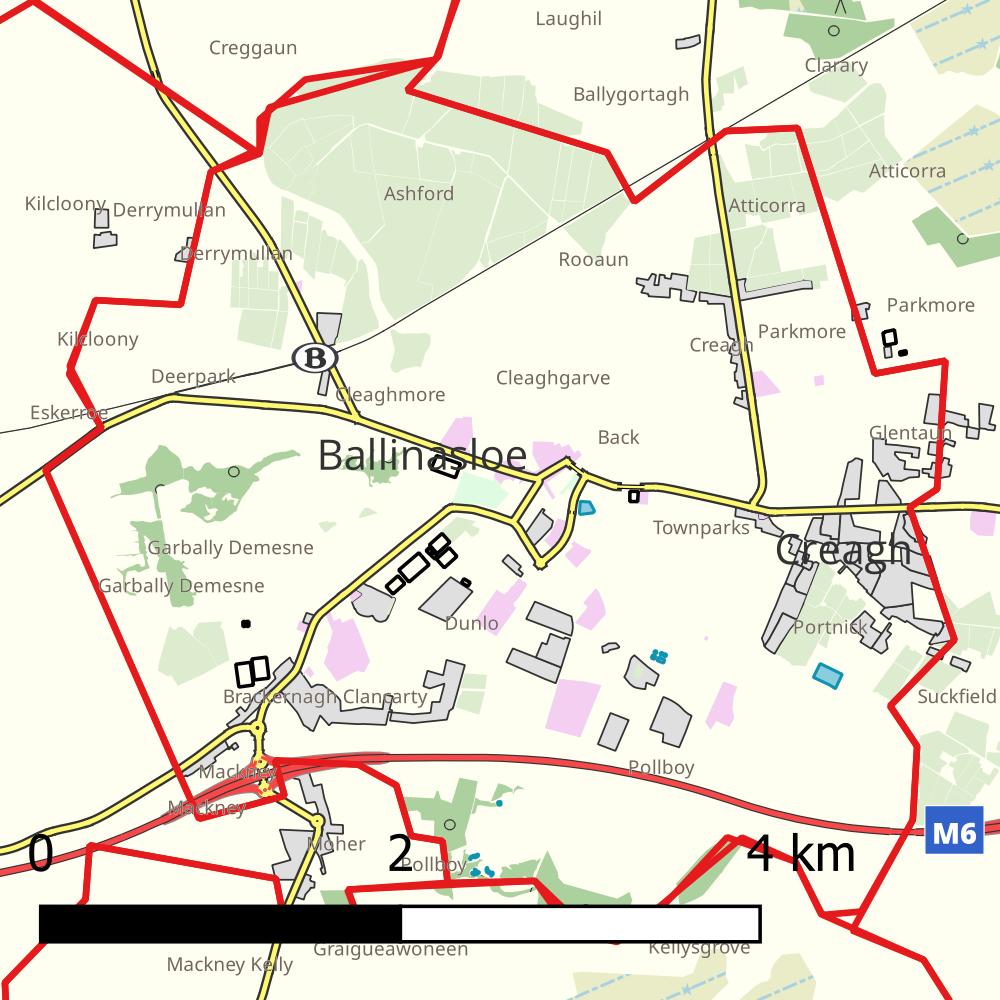 Laughil
Creggaun
Clarary
Ballygortagh
Atticorra
Ashford
Kilcloony
Derrymullan
Atticorra
Derrymullan
Rooaun
Parkmore
Parkmore
Kilcloony
Creagh
B
Deerpark
Cleaghgarve
Cleaghmore
Eskerroe
Glentaun
Back
Ballinasloe
Townparks
Garbally Demesne
Creagh
Garbally Demesne
Dunlo
Portnick
Brackernagh Clancarty
Suckfield
Mackney
Pollboy
Mackney
M6
Moher
0
2
4 km
Pollboy
Graigueawoneen
Kellysgrove
Mackney Kelly